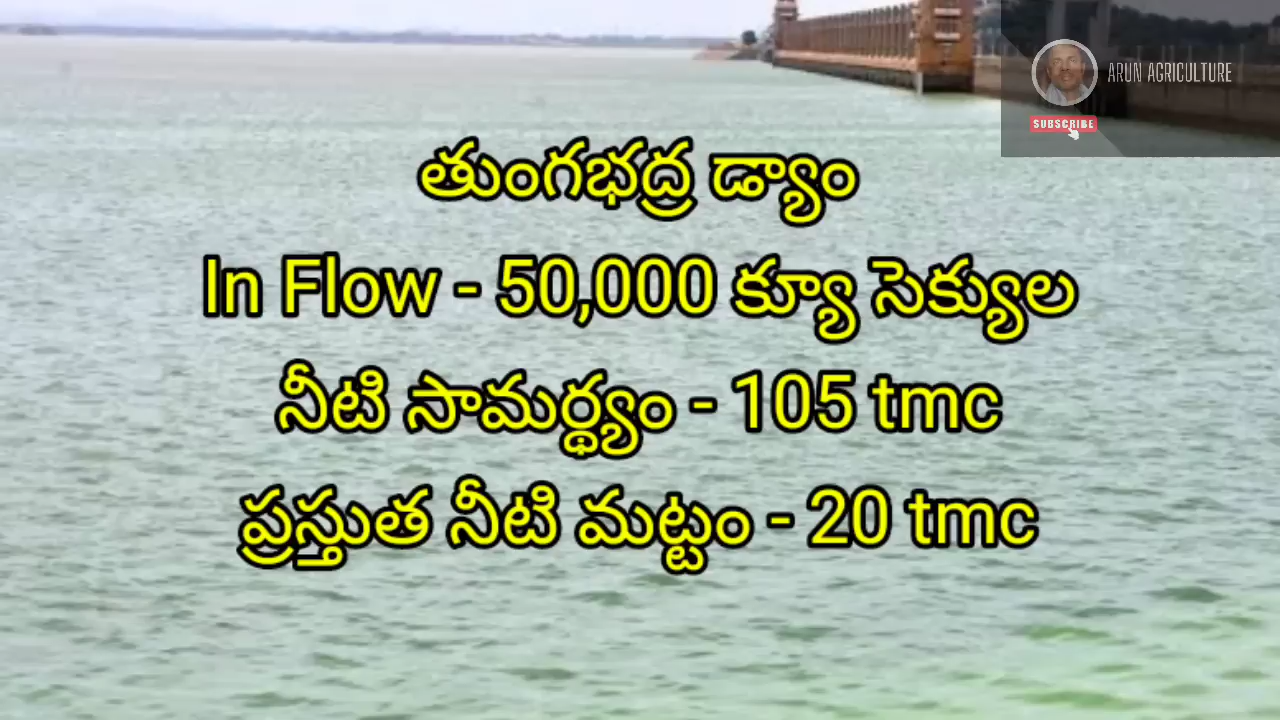 ARUN AGRICULTURE
SUBSCRIBE
తుంగభద్ర డ్యాం
In Flow - 50,000 క్యూ సెక్యుల
నీటి సామర్థ్యం - 105 tmc
ప్రస్తుత నీటి మట్టం - 20 tmc